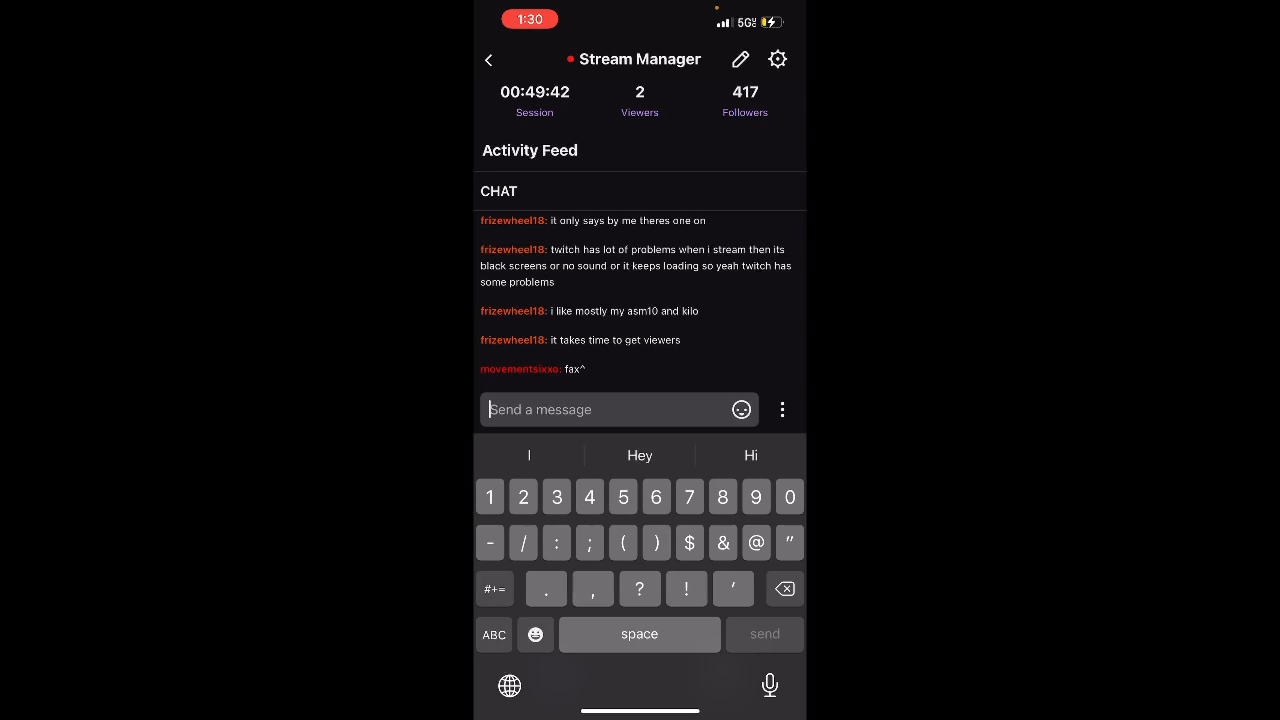 1:30
5G
Stream Manager
00:49:42 2 417
Session Viewers Followers
Activity Feed
CHAT
frizewheel18: it only says by me theres one on
frizewheel18: twitch has lot of problems when i stream then its
black screens or no sound or it keeps loading so yeah twitch has
some problems
frizewheel18: i like mostly my asm10 and kilo
frizewheel18: it takes time to get viewers
movementsixxo: fax^
Send a message
I Hey Hi
1 2 3 4 5 6 7 8 9 0
- / : ; ( ) $ & @ "
#+= . , ? ! '
ABC space send